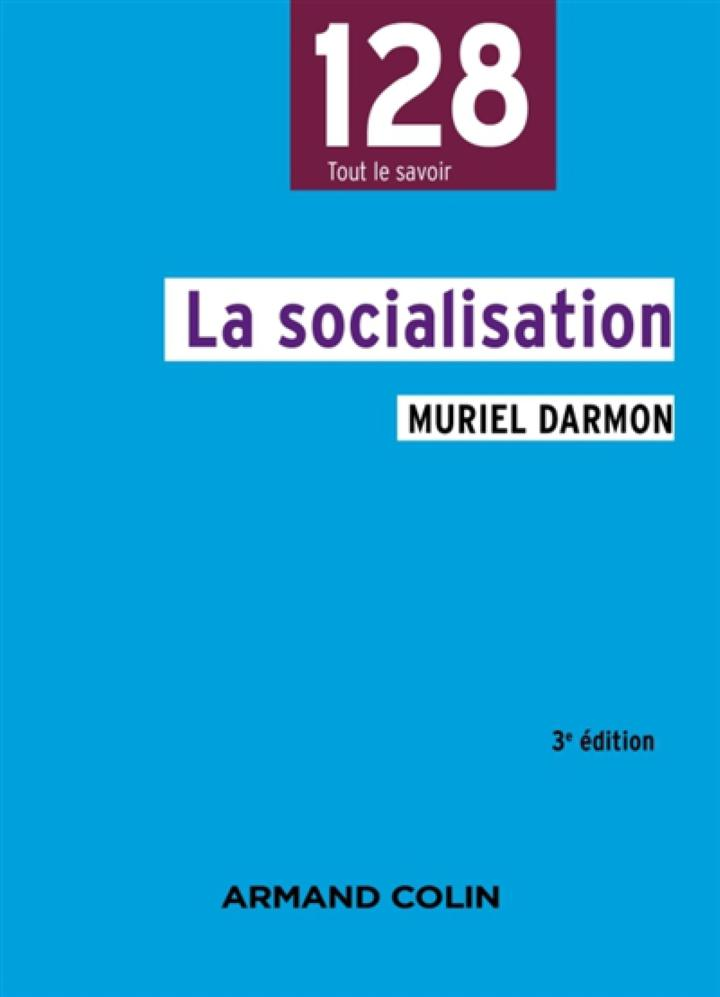 128
Tout le savoir
La socialisation
MURIEL DARMON
3e édition
ARMAND COLIN